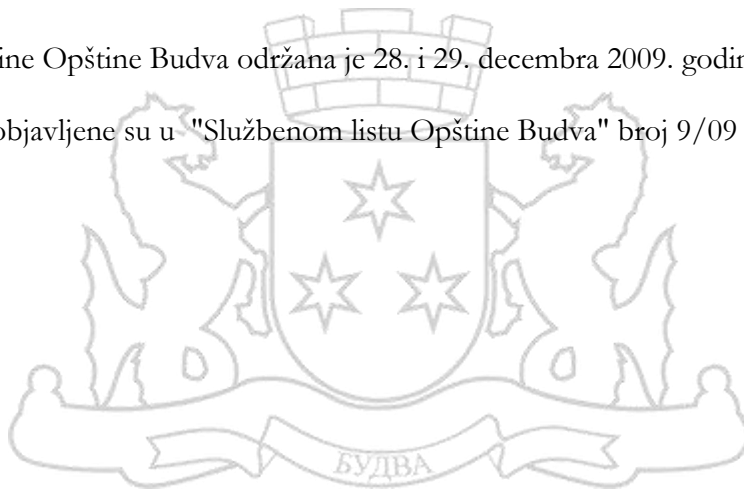 ine Opštine Budva održana je 28. i 29. decembra 2009. godin
objavljene su u "Službenom listu Opštine Budva" broj 9/09
БУДВА